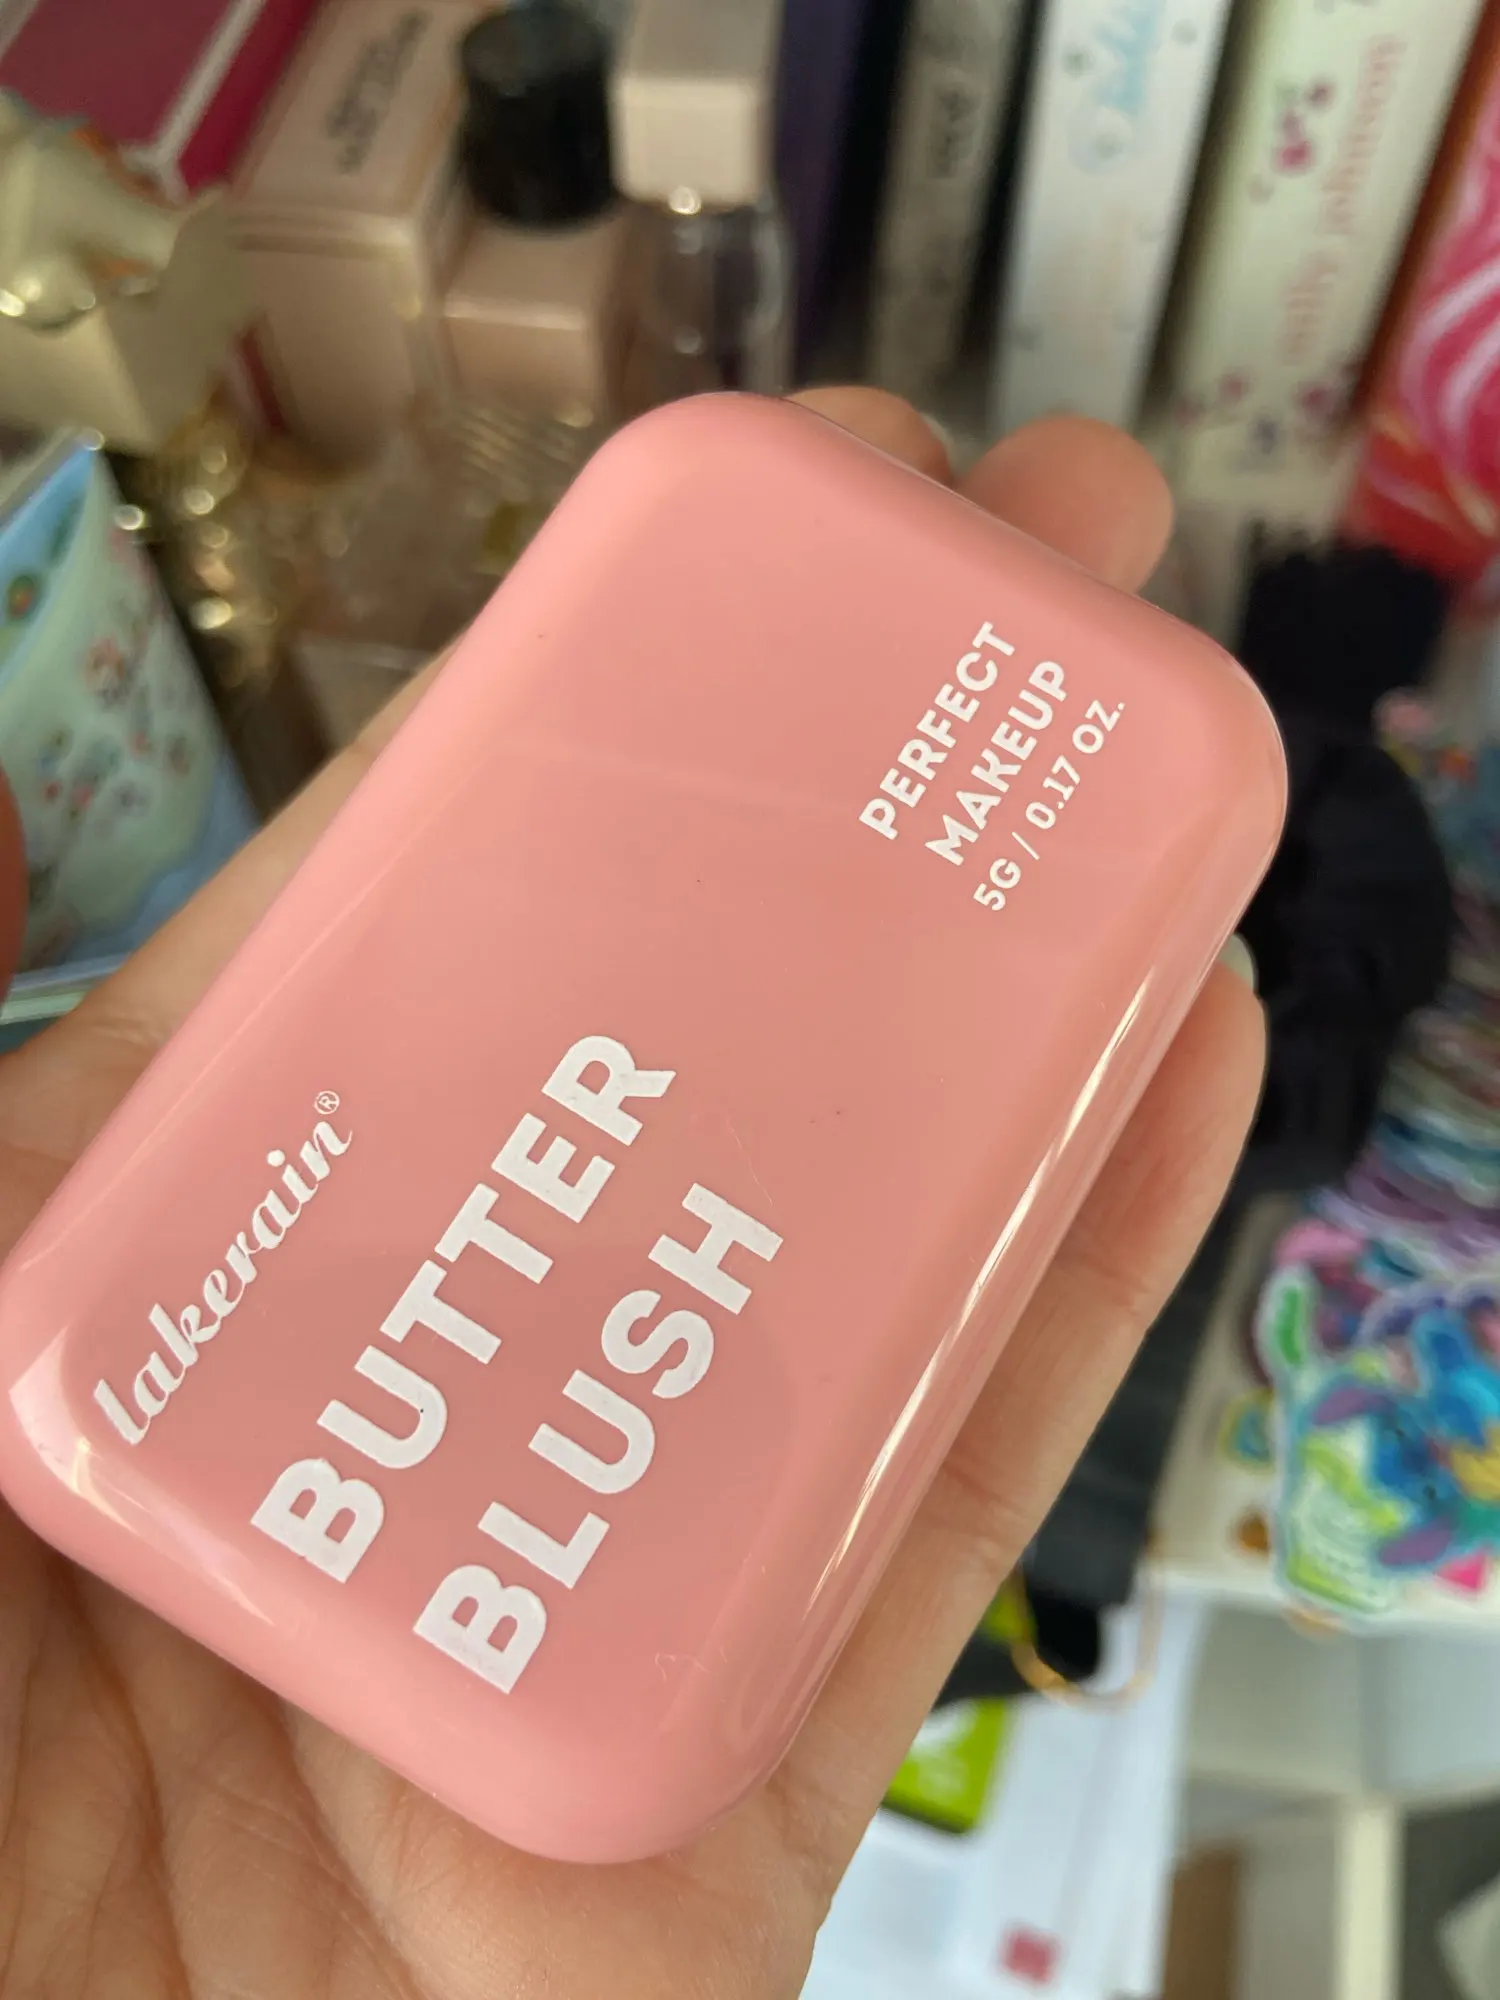 lakerain®
BUTTER
BLUSH
PERFECT
MAKEUP
5G / 0.17 OZ.